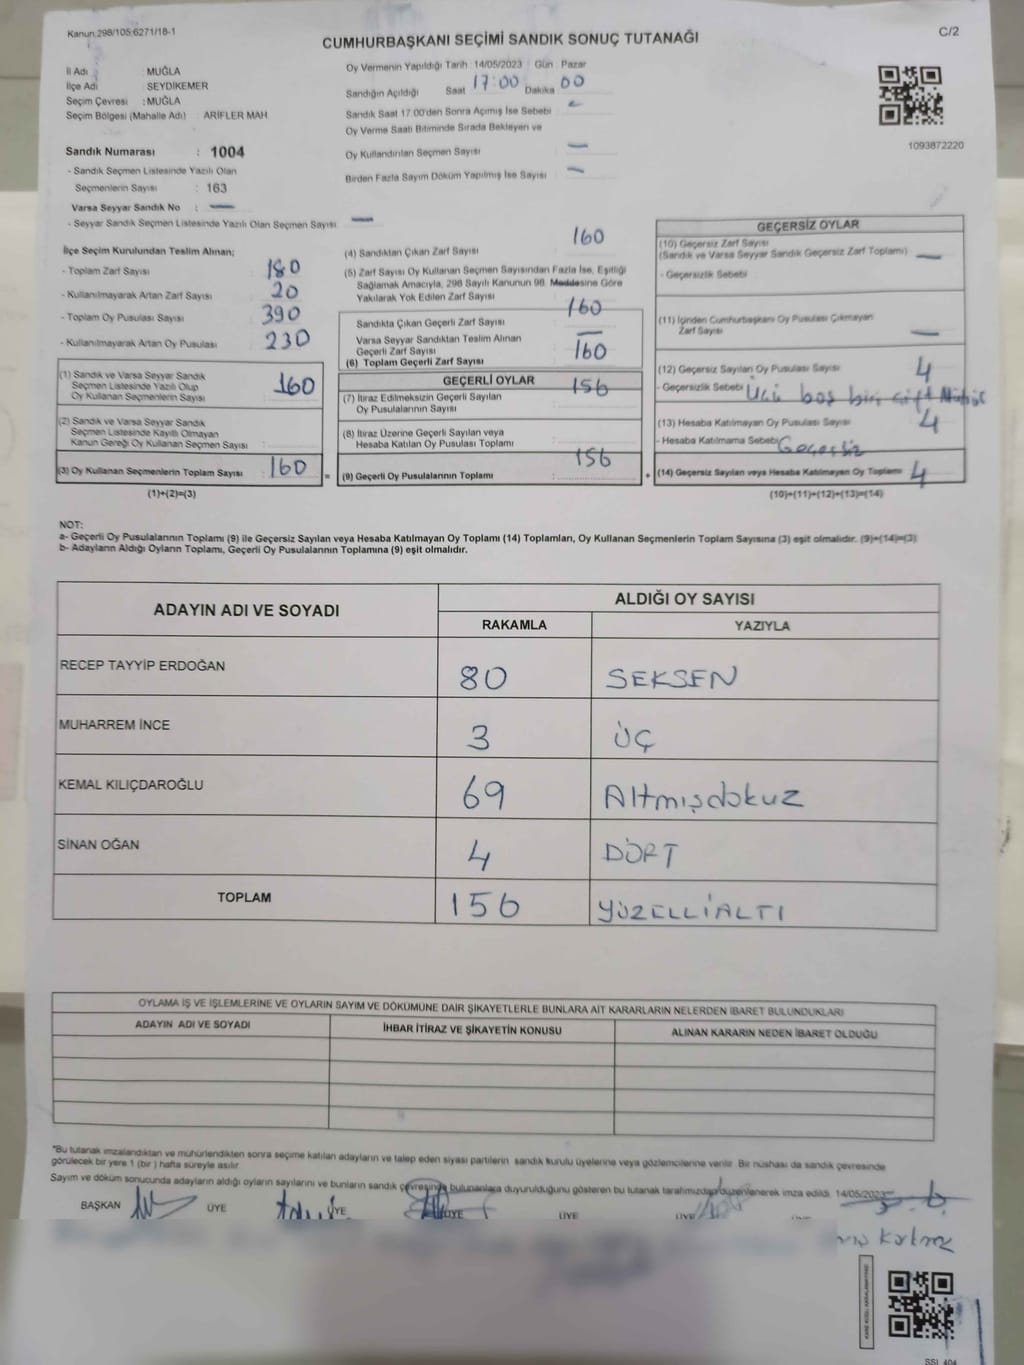 Kanun 298/105;6271/18-1
C/2
CUMHURBAŞKANI SEÇİMİ SANDIK SONUÇ TUTANAĞI
İl Adı : MUĞLA
İlçe Adı SEYDİKEMER
Seçim Çevresi : MUĞLA
Seçim Bölgesi (Mahalle Adı) : ARIFLER MAH.
Sandık Numarası : 1004
- Sandık Seçmen Listesinde Yazılı Olan
Seçmenlerin Sayısı : 163
Varsa Seyyar Sandık No : —
- Seyyar Sandık Seçmen Listesinde Yazılı Olan Seçmen Sayısı —
Oy Vermenin Yapıldığı Tarih :14/05/2023 Gün : Pazar
Sandığın Açıldığı Saat 17:00 Dakika 00
Sandık Saat 17.00'den Sonra Açımış İse Sebebi
Oy Verme Saati Bitiminde Sırada Bekleyen ve
Oy Kullandırılan Seçmen Sayısı —
Birden Fazla Sayım Döküm Yapılmış İse Sayısı —
1093872220
İlçe Seçim Kurulundan Teslim Alınan;
- Toplam Zarf Sayısı 180
- Kullanılmayarak Artan Zarf Sayısı 20
- Toplam Oy Pusulası Sayısı 390
- Kullanılmayarak Artan Oy Pusulası 230
(1) Sandık ve Varsa Seyyar Sandık
Seçmen Listesinde Yazılı Olup
Oy Kullanan Seçmenlerin Sayısı 160
(2) Sandık ve Varsa Seyyar Sandık
Seçmen Listesinde Kayıtlı Olmayan
Kanun Gereği Oy Kullanan Seçmen Sayısı
(3) Oy Kullanan Seçmenlerin Toplam Sayısı 160 =
(1)+(2)=(3)
(4) Sandıktan Çıkan Zarf Sayısı 160
(5) Zarf Sayısı Oy Kullanan Seçmen Sayısından Fazla İse, Eşitliği
Sağlamak Amacıyla, 298 Sayılı Kanunun 98. Maddesine Göre
Yakılarak Yok Edilen Zarf Sayısı
Sandıkta Çıkan Geçerli Zarf Sayısı 160
Varsa Seyyar Sandıktan Teslim Alınan
Geçerli Zarf Sayısı —
(6) Toplam Geçerli Zarf Sayısı 160
GEÇERLİ OYLAR
(7) İtiraz Edilmeksizin Geçerli Sayılan
Oy Pusulalarının Sayısı 156
(8) İtiraz Üzerine Geçerli Sayılan veya
Hesaba Katılan Oy Pusulası Toplamı
(9) Geçerli Oy Pusulalarının Toplamı 156 +
GEÇERSİZ OYLAR
(10) Geçersiz Zarf Sayısı
(Sandık ve Varsa Seyyar Sandık Geçersiz Zarf Toplamı) —
- Geçersizlik Sebebi
(11) İçinden Cumhurbaşkanı Oy Pusulası Çıkmayan
Zarf Sayısı —
(12) Geçersiz Sayılan Oy Pusulası Sayısı 4
- Geçersizlik Sebebi Üçü boş biri çift Mühür
(13) Hesaba Katılmayan Oy Pusulası Sayısı 4
- Hesaba Katılmama Sebebi Geçersiz
(14) Geçersiz Sayılan veya Hesaba Katılmayan Oy Toplamı 4
(10)+(11)+(12)+(13)=(14)
NOT:
a- Geçerli Oy Pusulalarının Toplamı (9) ile Geçersiz Sayılan veya Hesaba Katılmayan Oy Toplamı (14) Toplamları, Oy Kullanan Seçmenlerin Toplam Sayısına (3) eşit olmalıdır. (9)+(14)=(3)
b- Adayların Aldığı Oyların Toplamı, Geçerli Oy Pusulalarının Toplamına (9) eşit olmalıdır.
ADAYIN ADI VE SOYADI ALDIĞI OY SAYISI
RAKAMLA YAZIYLA
RECEP TAYYİP ERDOĞAN 80 SEKSEN
MUHARREM İNCE 3 ÜÇ
KEMAL KILIÇDAROĞLU 69 Altmışdokuz
SİNAN OĞAN 4 DÖRT
TOPLAM 156 YÜZELLİALTI
OYLAMA İŞ VE İŞLEMLERİNE VE OYLARIN SAYIM VE DÖKÜMÜNE DAİR ŞİKAYETLERLE BUNLARA AİT KARARLARIN NELERDEN İBARET BULUNDUKLARI
ADAYIN ADI VE SOYADI İHBAR İTİRAZ VE ŞİKAYETİN KONUSU ALINAN KARARIN NEDEN İBARET OLDUĞU
*Bu tutanak imzalandıktan ve mühürlendikten sonra seçime katılan adayların ve talep eden siyasi partilerin sandık kurulu üyelerine veya gözlemcilerine verilir. Bir nüshası da sandık çevresinde
görülecek bir yere 1 (bir ) hafta süreyle asılır.
Sayım ve döküm sonucunda adayların aldığı oyların sayılarını ve bunların sandık çevresinde bulunanlara duyurulduğunu gösteren bu tutanak tarafımızdan düzenlenerek imza edildi. 14/05/2023
BAŞKAN ÜYE ÜYE ÜYE ÜYE ÜYE
SSI 404